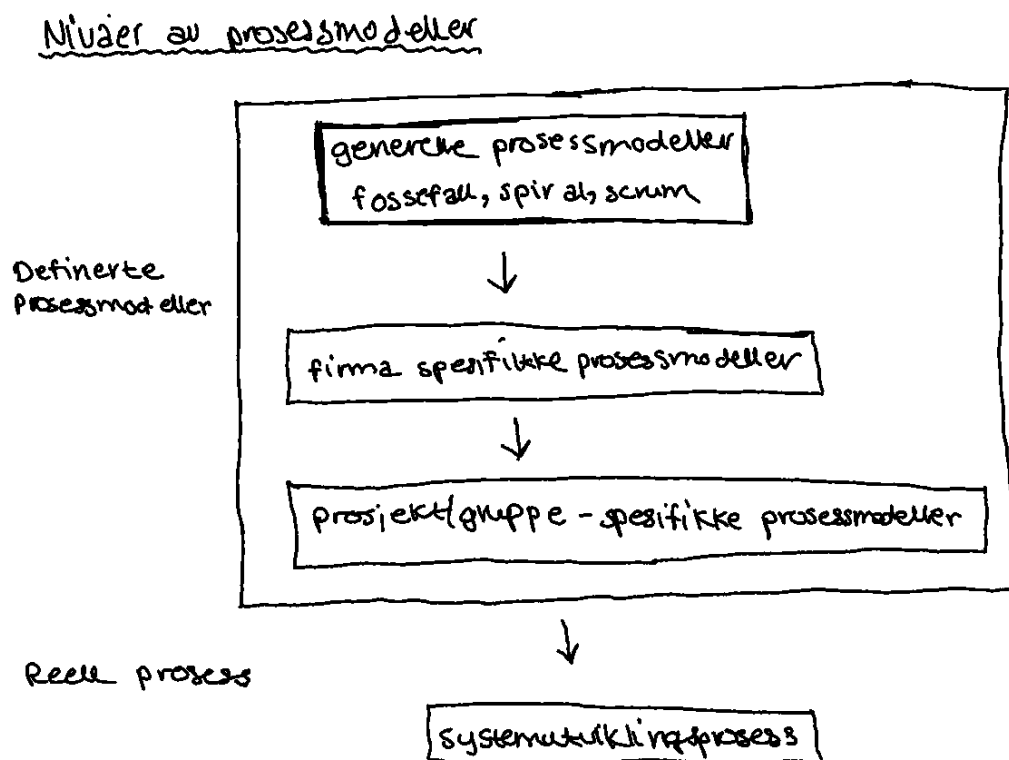 Nivåer av prosessmodeller
generelle prosessmodeller
fossefall, spiral, scrum
Definerte
Prosessmodeller
firma spesifikke prosessmodeller
prosjekt/gruppe - spesifikke prosessmodeller
Reell prosess
systemutviklingsprosess